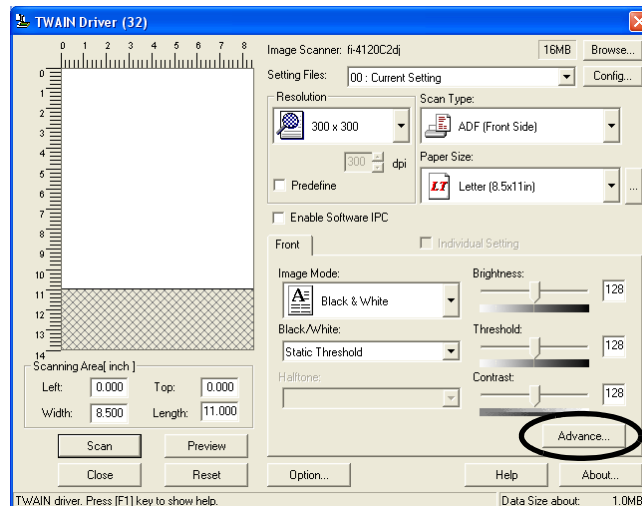 TWAIN Driver (32)
0 1 2 3 4 5 6 7 8
0
1
2
3
4
5
6
7
8
9
10
11
12
13
14
Image Scanner: fi-4120C2dj
16MB
Browse...
Setting Files:
00 : Current Setting
Config...
Resolution
300 x 300
300
dpi
Predefine
Scan Type:
ADF (Front Side)
Paper Size:
LT
Letter (8.5x11in)
...
Enable Software IPC
Front
Individual Setting
Image Mode:
A
Black & White
Black/White:
Static Threshold
Halftone:
Brightness:
128
Threshold:
128
Contrast:
128
Advance...
Scanning Area[ inch ]
Left: 0.000 Top: 0.000
Width: 8.500 Length: 11.000
Scan Preview
Close Reset Option... Help About...
TWAIN driver. Press [F1] key to show help. Data Size about: 1.0MB